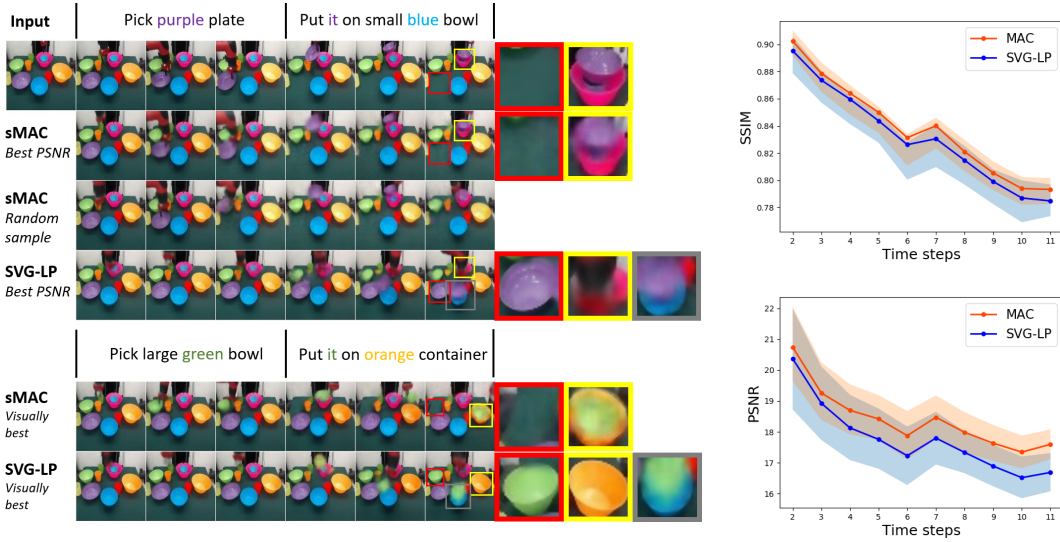 Input
Pick purple plate
Put it on small blue bowl
sMAC
Best PSNR
sMAC
Random
sample
SVG-LP
Best PSNR
Pick large green bowl
Put it on orange container
sMAC
Visually
best
SVG-LP
Visually
best
MAC
SVG-LP
SSIM
0.90
0.88
0.86
0.84
0.82
0.80
0.78
2 3 4 5 6 7 8 9 10 11
Time steps
MAC
SVG-LP
PSNR
22
21
20
19
18
17
16
2 3 4 5 6 7 8 9 10 11
Time steps